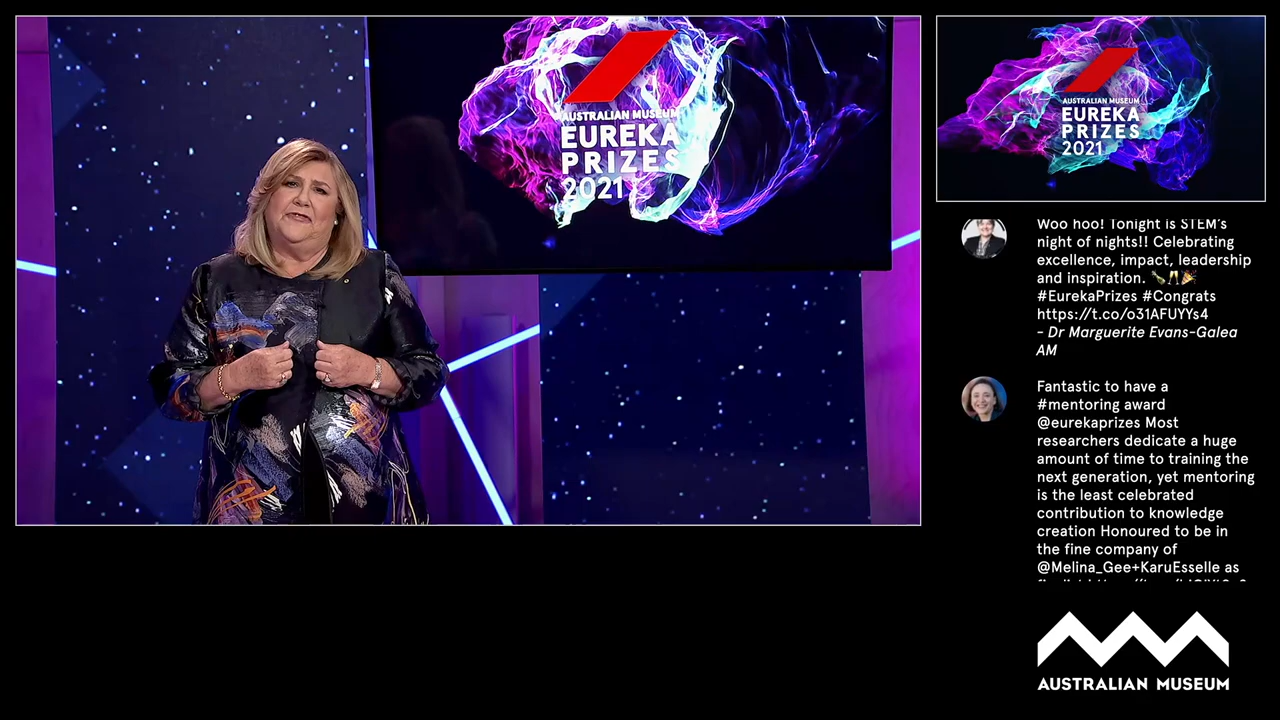 AUSTRALIAN MUSEUM
EUREKA
PRIZES
2021
AUSTRALIAN MUSEUM
EUREKA
PRIZES
2021
Woo hoo! Tonight is STEM's
night of nights!! Celebrating
excellence, impact, leadership
and inspiration. 🍾🥂🎉
#EurekaPrizes #Congrats
https://t.co/o31AFUYYs4
- Dr Marguerite Evans-Galea
AM
Fantastic to have a
#mentoring award
@eurekaprizes Most
researchers dedicate a huge
amount of time to training the
next generation, yet mentoring
is the least celebrated
contribution to knowledge
creation Honoured to be in
the fine company of
@Melina_Gee+KaruEsselle as
AUSTRALIAN MUSEUM